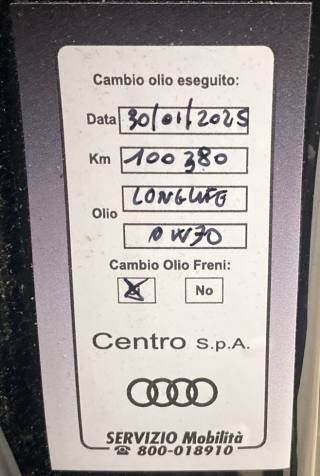 Cambio olio eseguito:
Data 30/01/2025
Km 100380
Olio LONGLIFE
0W30
Cambio Olio Freni:
Sì No
Centro S.p.A.
SERVIZIO Mobilità
☎ 800-018910